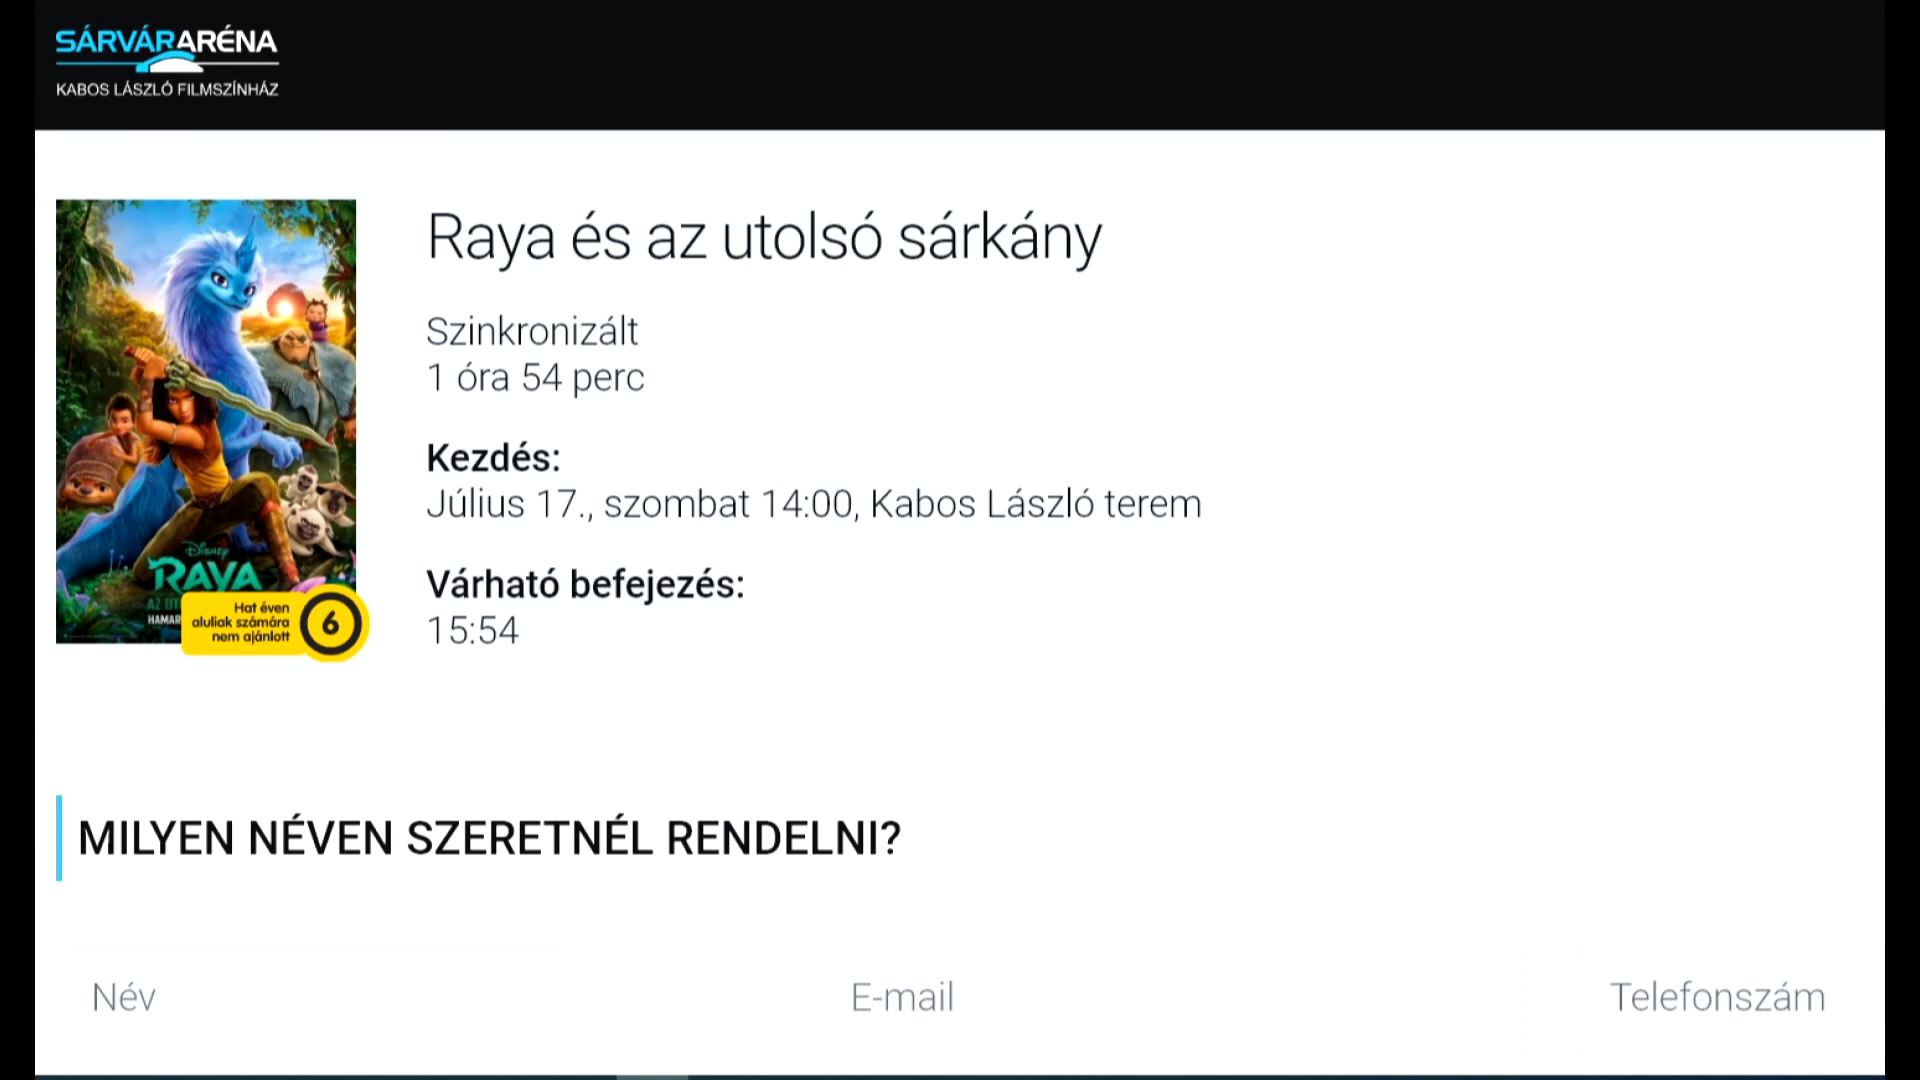 SÁRVÁRARÉNA
KABOS LÁSZLÓ FILMSZÍNHÁZ
Raya és az utolsó sárkány
Szinkronizált
1 óra 54 perc
Kezdés:
Július 17., szombat 14:00, Kabos László terem
Várható befejezés:
15:54
Disney
RAYA
Hat éven
aluliak számára
nem ajánlott
6
MILYEN NÉVEN SZERETNÉL RENDELNI?
Név
E-mail
Telefonszám